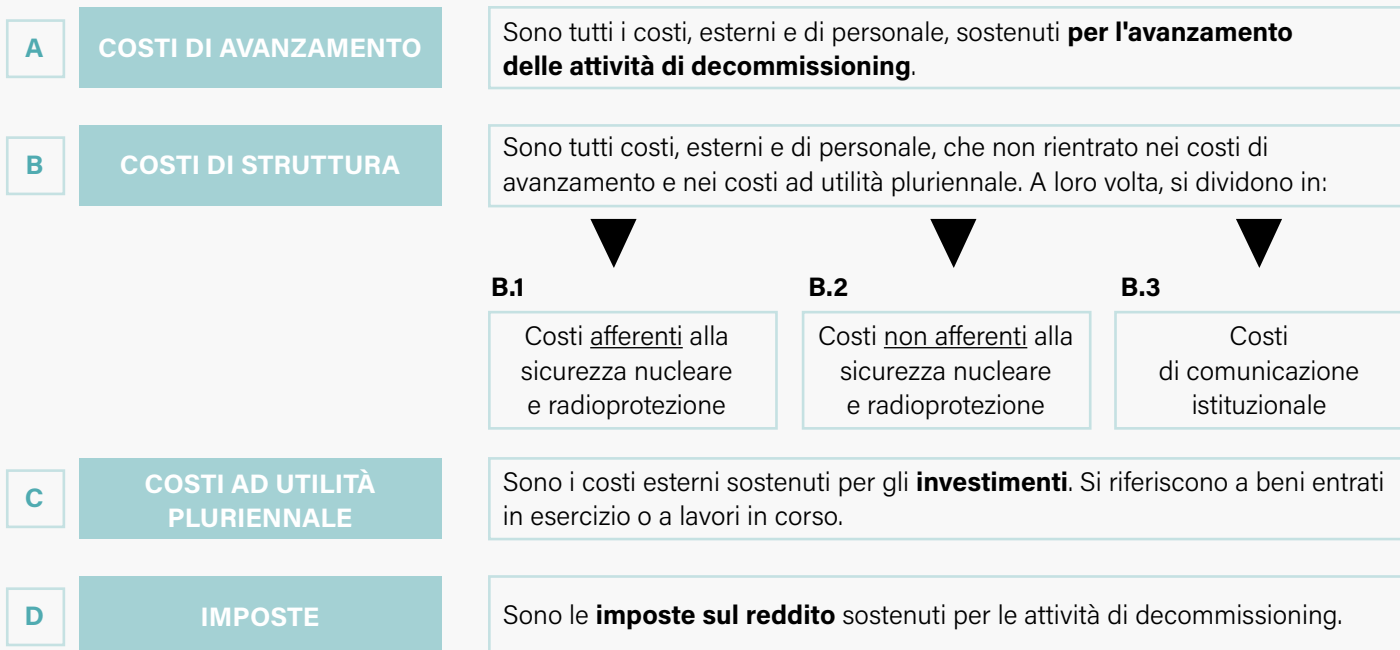 A
COSTI DI AVANZAMENTO
Sono tutti i costi, esterni e di personale, sostenuti per l'avanzamento
delle attività di decommissioning.
B
COSTI DI STRUTTURA
Sono tutti costi, esterni e di personale, che non rientrato nei costi di
avanzamento e nei costi ad utilità pluriennale. A loro volta, si dividono in:
B.1
Costi afferenti alla
sicurezza nucleare
e radioprotezione
B.2
Costi non afferenti alla
sicurezza nucleare
e radioprotezione
B.3
Costi
di comunicazione
istituzionale
C
COSTI AD UTILITÀ
PLURIENNALE
Sono i costi esterni sostenuti per gli investimenti. Si riferiscono a beni entrati
in esercizio o a lavori in corso.
D
IMPOSTE
Sono le imposte sul reddito sostenuti per le attività di decommissioning.